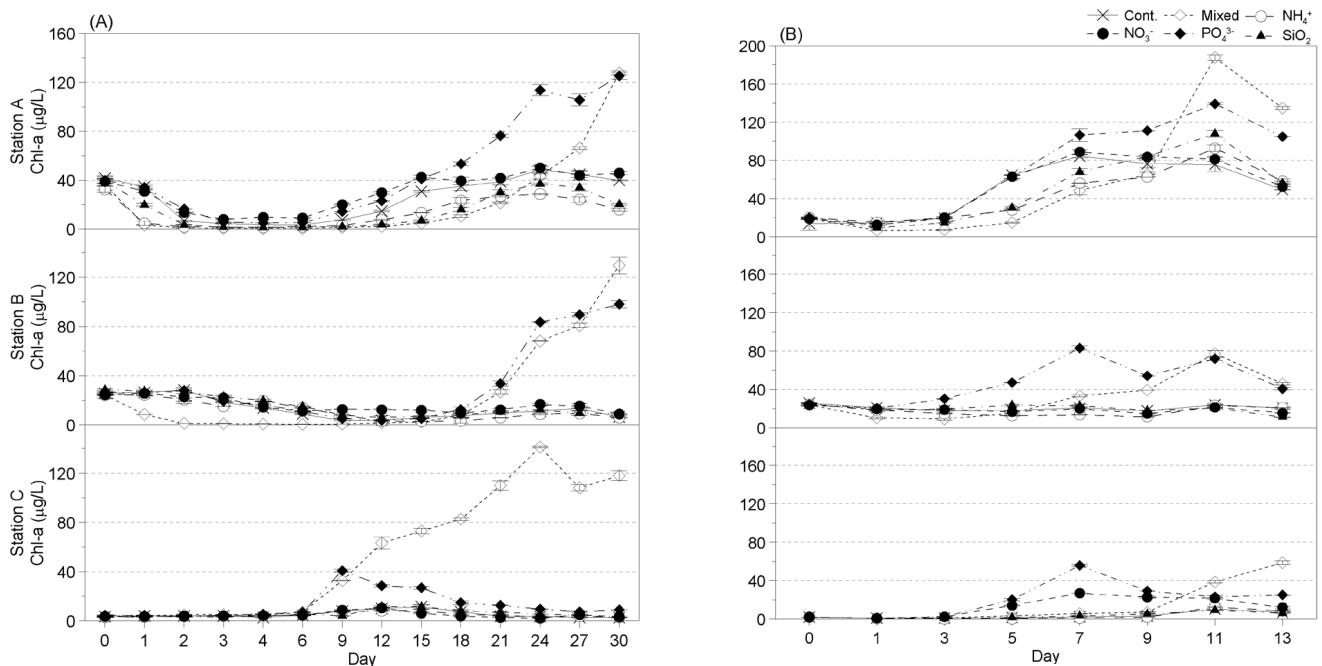 (A)
160
120
80
40
0
Station A
Chl-a (μg/L)
120
80
40
0
Station B
Chl-a (μg/L)
120
80
40
0
Station C
Chl-a (μg/L)
0 1 2 3 4 6 9 12 15 18 21 24 27 30
Day
(B)
Cont. Mixed NH₄⁺
NO₃⁻ PO₄³⁻ SiO₂
200
160
120
80
40
0
160
120
80
40
0
160
120
80
40
0
0 1 3 5 7 9 11 13
Day